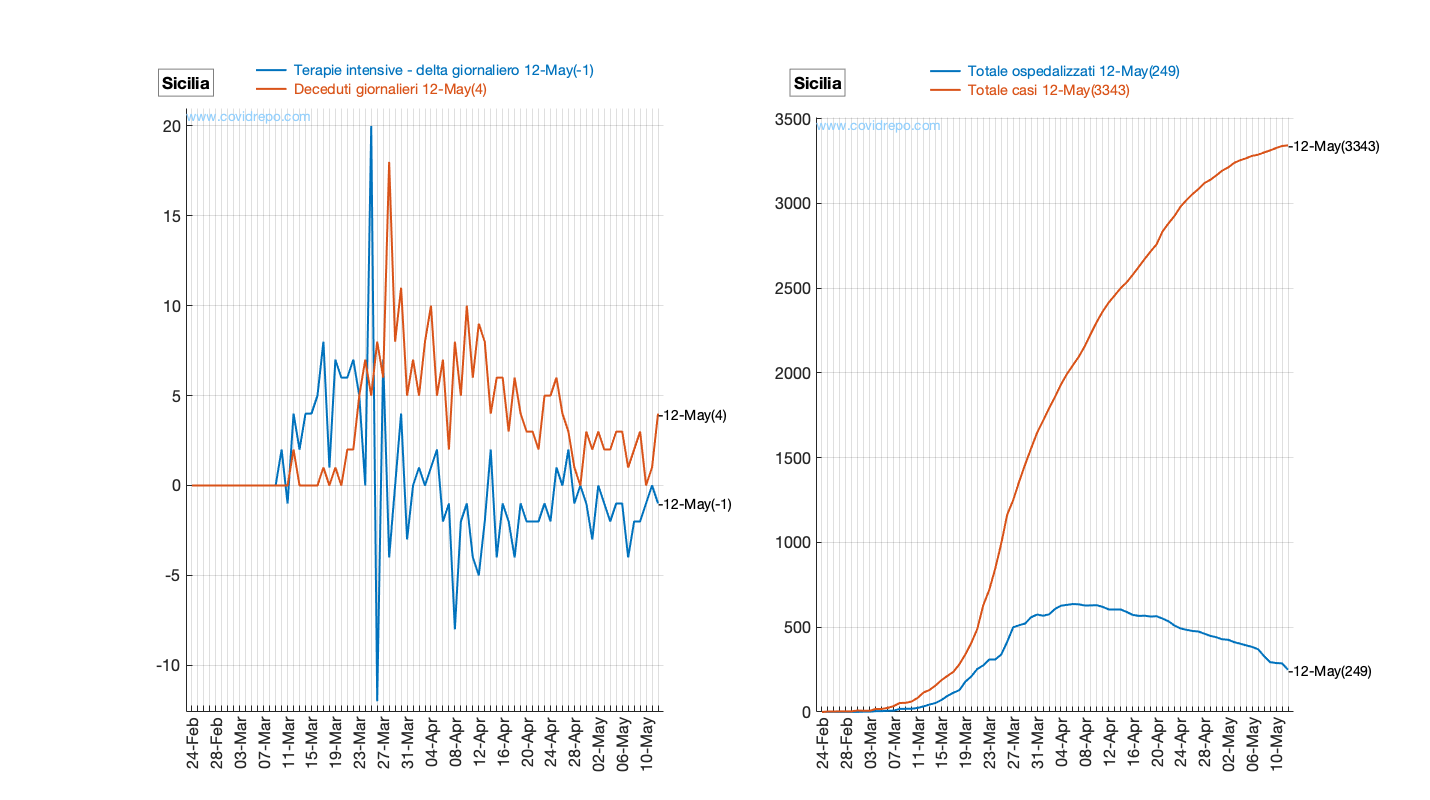 Sicilia
Terapie intensive - delta giornaliero 12-May(-1)
Deceduti giornalieri 12-May(4)
www.covidrepo.com
20
15
10
5
0
-5
-10
12-May(4)
12-May(-1)
24-Feb
28-Feb
03-Mar
07-Mar
11-Mar
15-Mar
19-Mar
23-Mar
27-Mar
31-Mar
04-Apr
08-Apr
12-Apr
16-Apr
20-Apr
24-Apr
28-Apr
02-May
06-May
10-May
Sicilia
Totale ospedalizzati 12-May(249)
Totale casi 12-May(3343)
www.covidrepo.com
3500
3000
2500
2000
1500
1000
500
0
12-May(3343)
12-May(249)
24-Feb
28-Feb
03-Mar
07-Mar
11-Mar
15-Mar
19-Mar
23-Mar
27-Mar
31-Mar
04-Apr
08-Apr
12-Apr
16-Apr
20-Apr
24-Apr
28-Apr
02-May
06-May
10-May